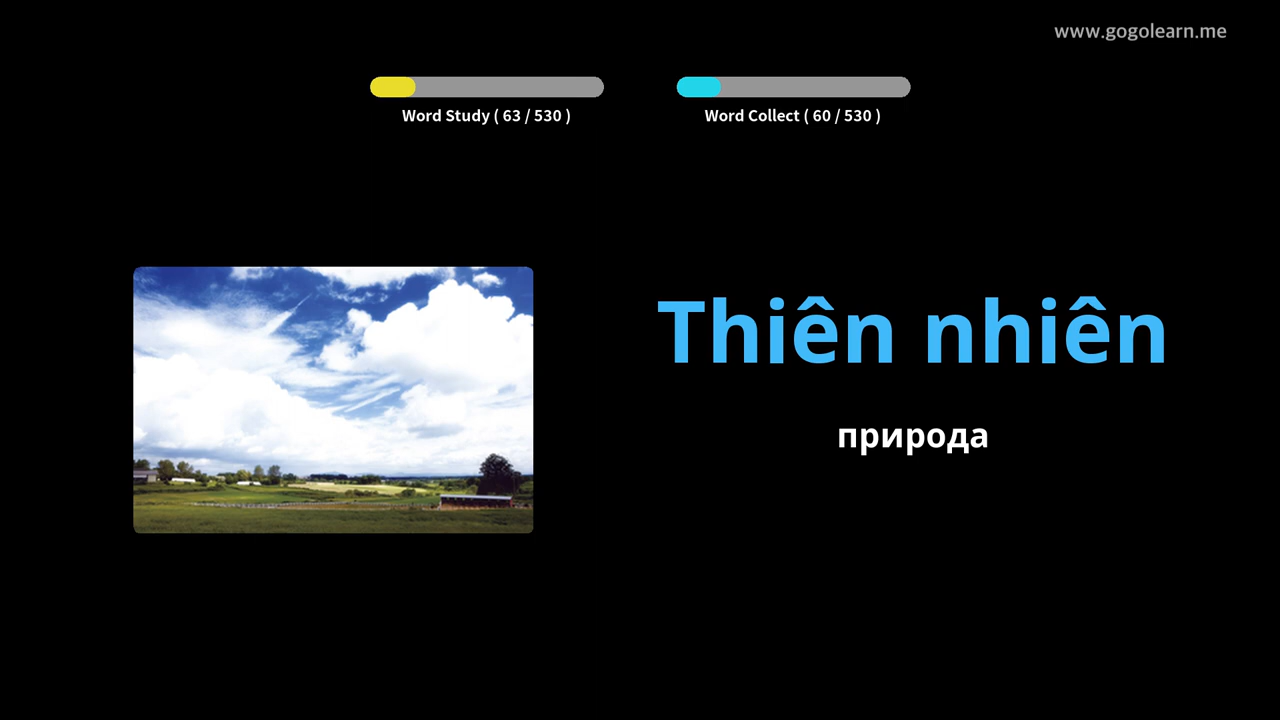 www.gogolearn.me
Word Study ( 63 / 530 )
Word Collect ( 60 / 530 )
Thiên nhiên
природа